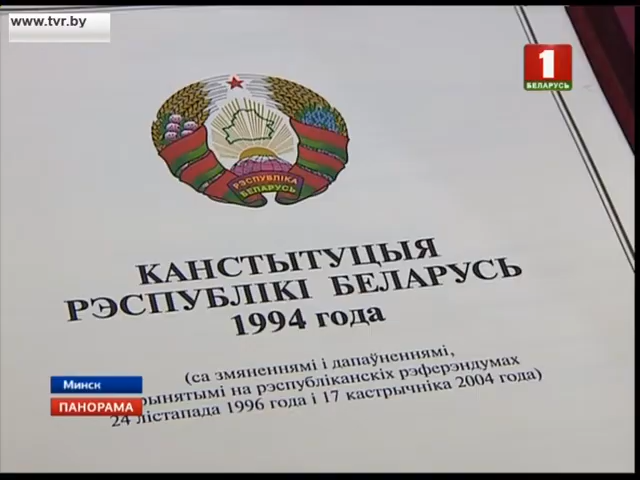 www.tvr.by
1
БЕЛАРУСЬ
РЭСПУБЛІКА
БЕЛАРУСЬ
КАНСТЫТУЦЫЯ
РЭСПУБЛІКІ БЕЛАРУСЬ
1994 года
(са змяненнямі і дапаўненнямі,
рынятымі на рэспубліканскіх рэферэндумах
24 лістапада 1996 года і 17 кастрычніка 2004 года)
Минск
ПАНОРАМА